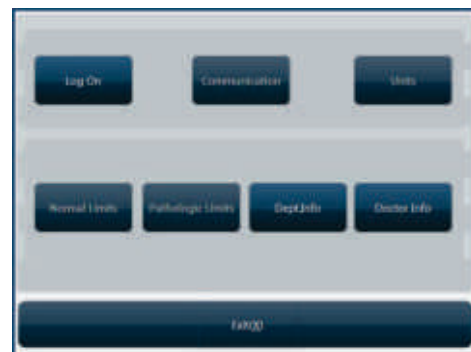 Log On Communication Units
Normal Limits Pathologic Limits Dept.Info Doctor Info